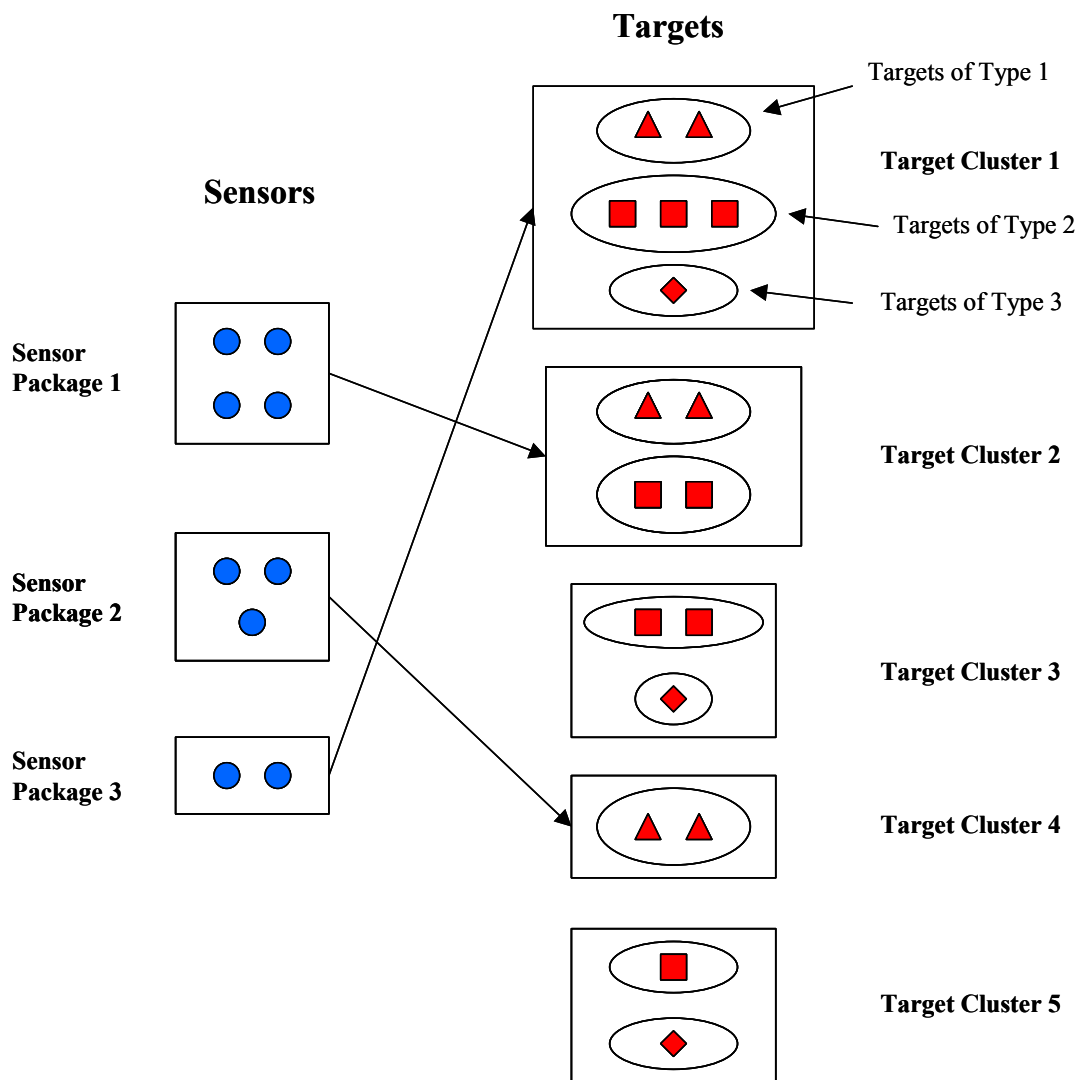 Targets
Targets of Type 1
Target Cluster 1
Sensors
Targets of Type 2
Targets of Type 3
Sensor
Package 1
Target Cluster 2
Sensor
Package 2
Target Cluster 3
Sensor
Package 3
Target Cluster 4
Target Cluster 5